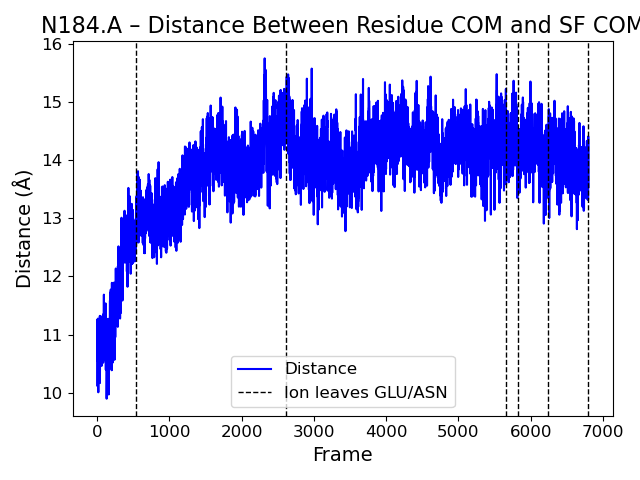 N184.A – Distance Between Residue COM and SF COM
16
15
14
13
12
11
10
Distance (Å)
Distance
Ion leaves GLU/ASN
0 1000 2000 3000 4000 5000 6000 7000
Frame